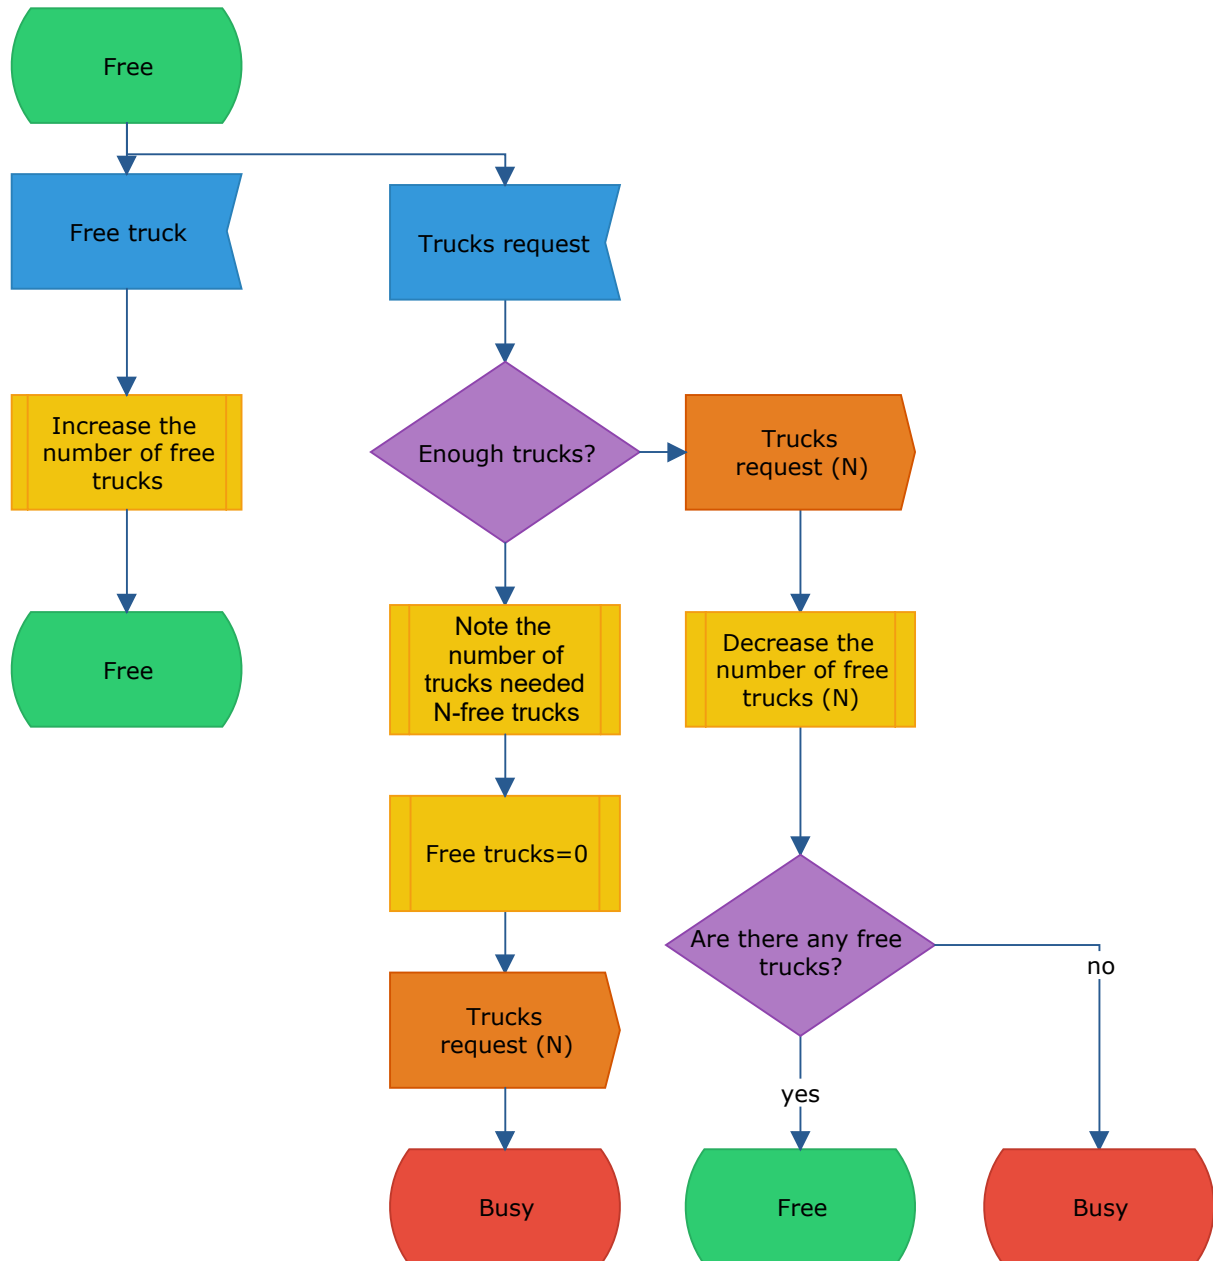 Free
Free truck
Trucks request
Increase the
number of free
trucks
Enough trucks?
Trucks
request (N)
Free
Note the
number of
trucks needed
N-free trucks
Decrease the
number of free
trucks (N)
Free trucks=0
Are there any free
trucks?
no
Trucks
request (N)
yes
Busy
Free
Busy